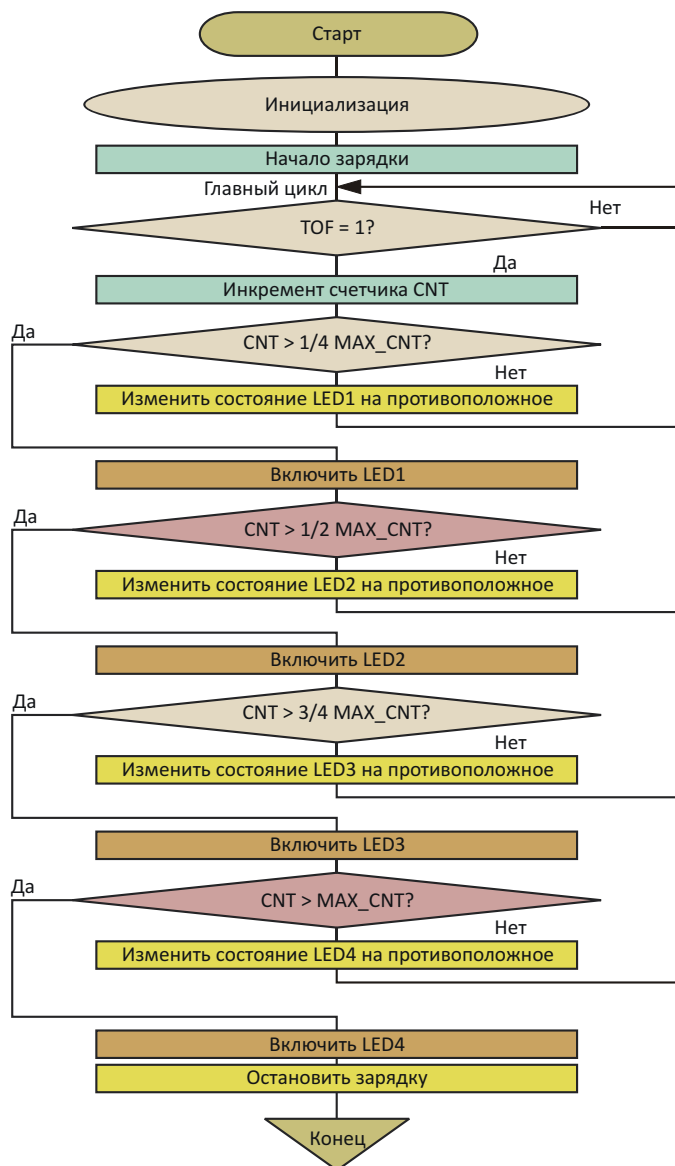 Старт
Инициализация
Начало зарядки
Главный цикл
Нет
TOF = 1?
Да
Инкремент счетчика CNT
Да
CNT > 1/4 MAX_CNT?
Нет
Изменить состояние LED1 на противоположное
Включить LED1
Да
CNT > 1/2 MAX_CNT?
Нет
Изменить состояние LED2 на противоположное
Включить LED2
Да
CNT > 3/4 MAX_CNT?
Нет
Изменить состояние LED3 на противоположное
Включить LED3
Да
CNT > MAX_CNT?
Нет
Изменить состояние LED4 на противоположное
Включить LED4
Остановить зарядку
Конец